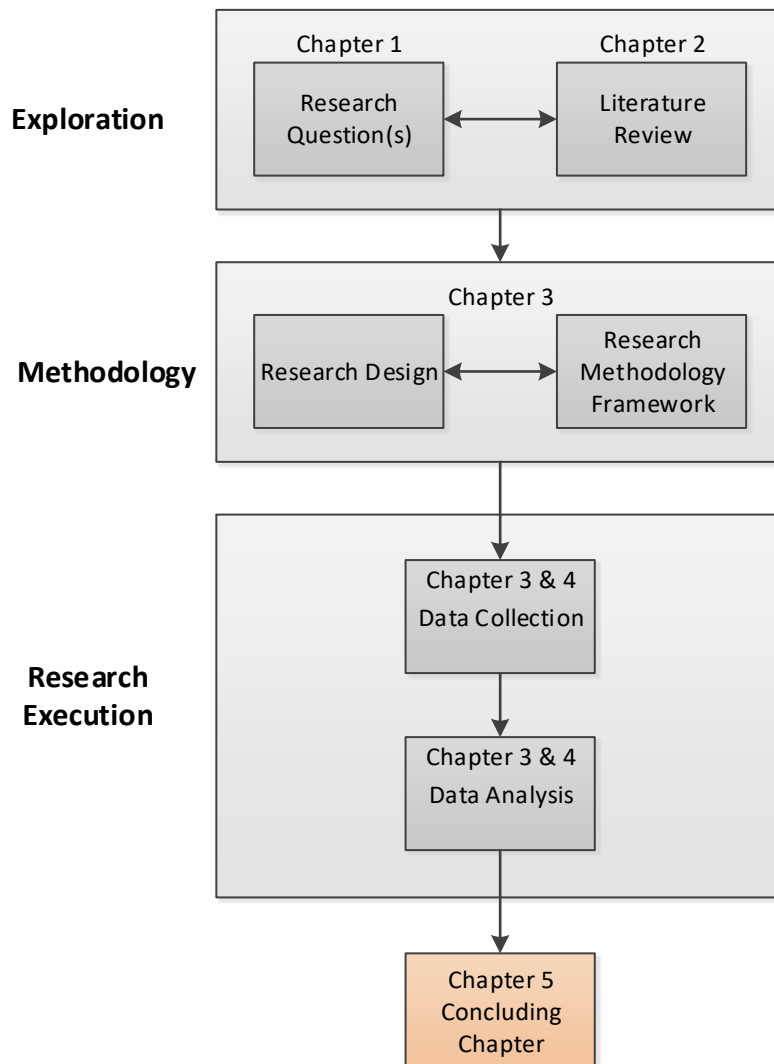 Chapter 1
Chapter 2
Exploration
Research
Question(s)
Literature
Review
Chapter 3
Methodology
Research Design
Research
Methodology
Framework
Research
Execution
Chapter 3 & 4
Data Collection
Chapter 3 & 4
Data Analysis
Chapter 5
Concluding
Chapter